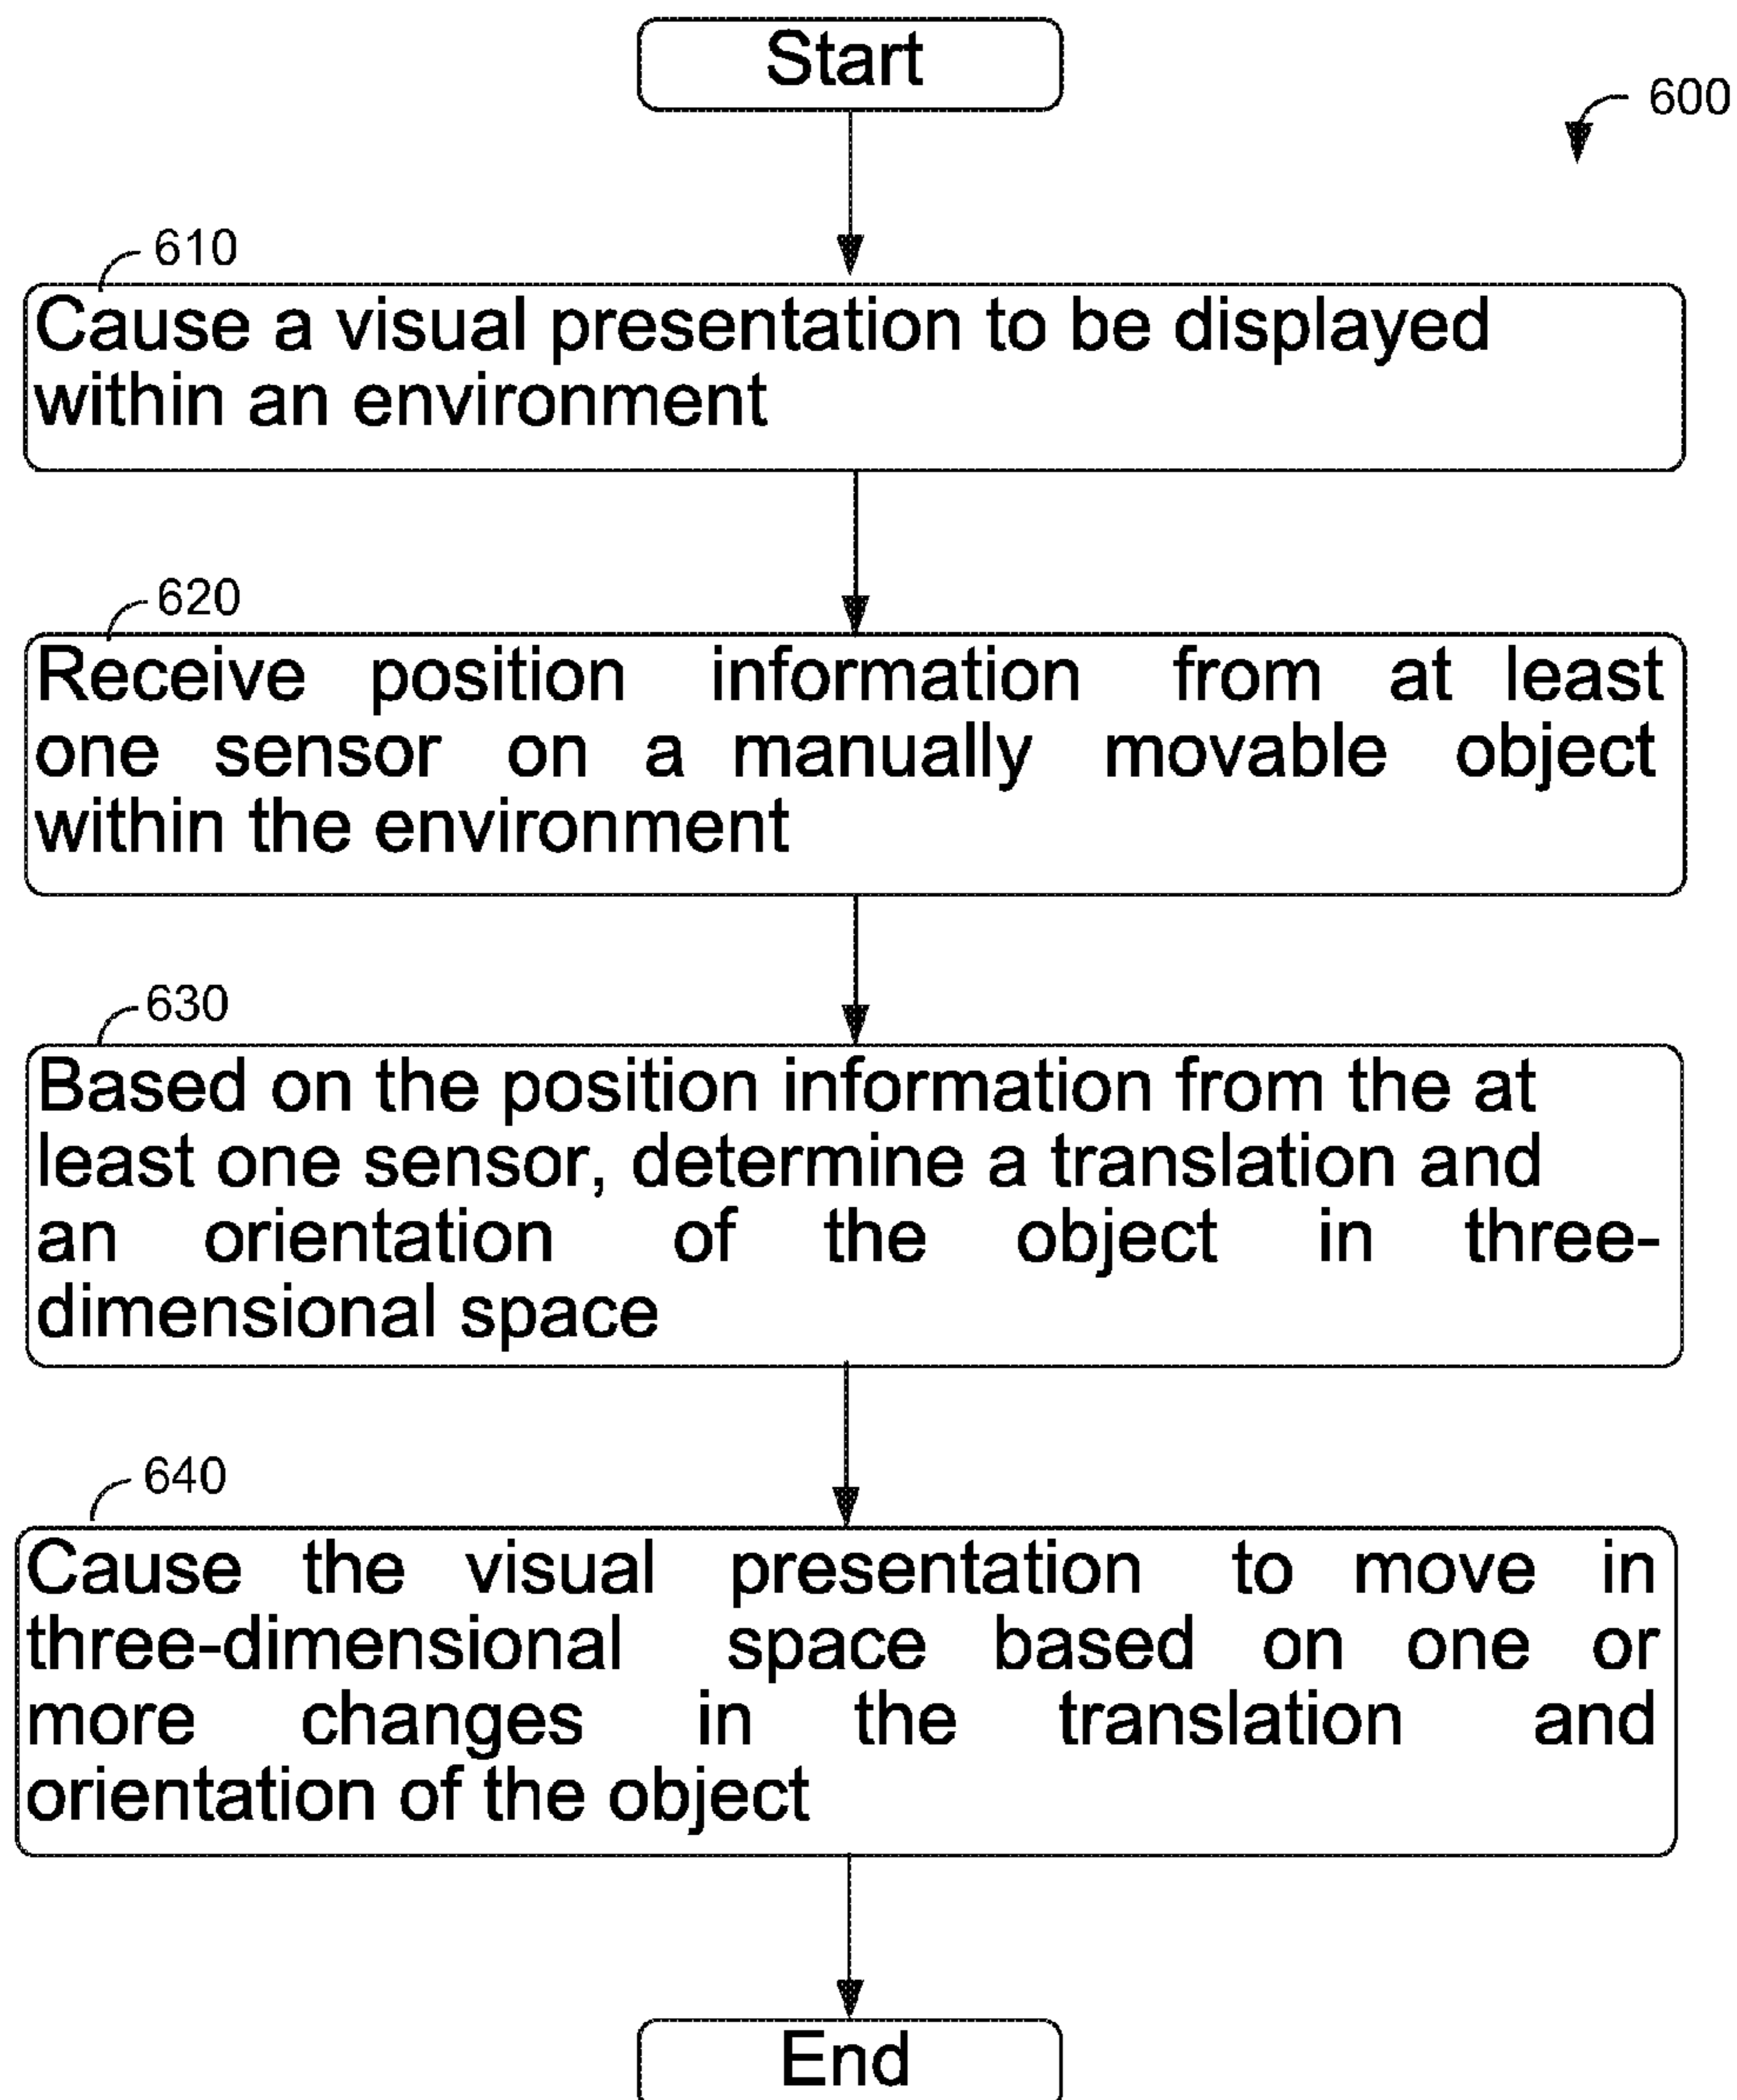 Start
600
610
Cause a visual presentation to be displayed
within an environment
620
Receive position information from at least
one sensor on a manually movable object
within the environment
630
Based on the position information from the at
least one sensor, determine a translation and
an orientation of the object in three-
dimensional space
640
Cause the visual presentation to move in
three-dimensional space based on one or
more changes in the translation and
orientation of the object
End